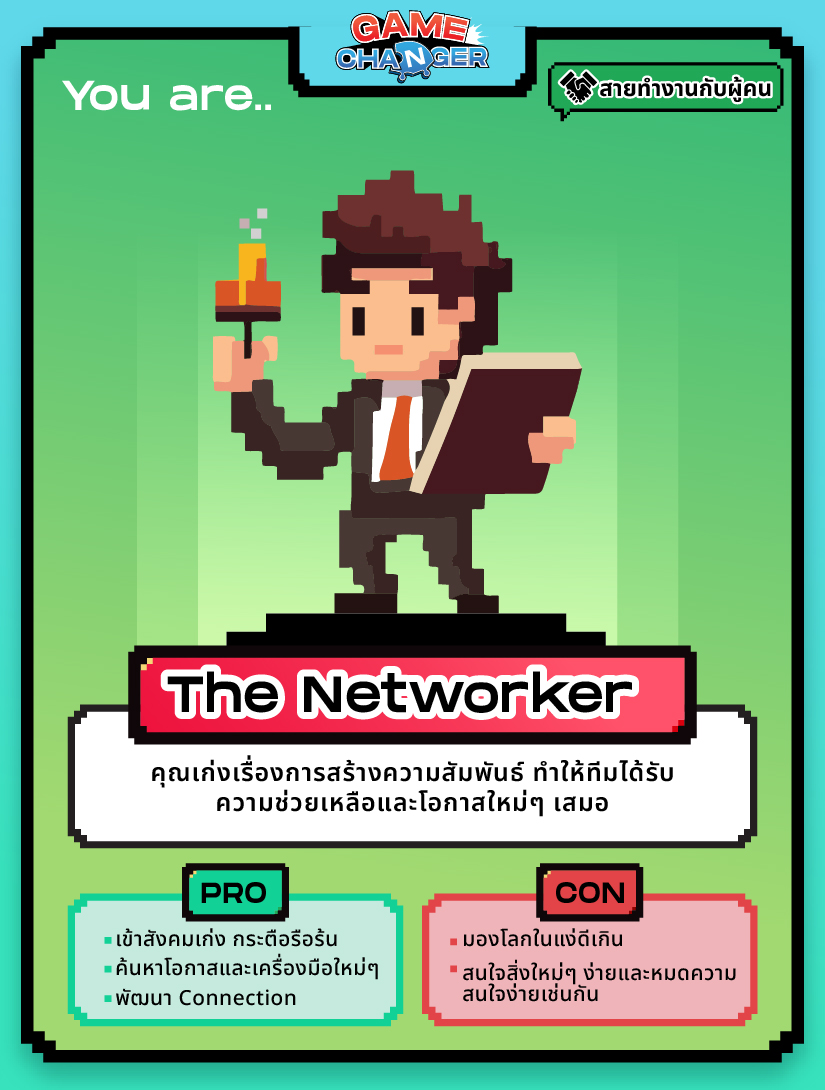 GAME
CHANGER
You are..
สายทำงานกับผู้คน
The Networker
คุณเก่งเรื่องการสร้างความสัมพันธ์ ทำให้ทีมได้รับ
ความช่วยเหลือและโอกาสใหม่ๆ เสมอ
PRO
เข้าสังคมเก่ง กระตือรือร้น
ค้นหาโอกาสและเครื่องมือใหม่ๆ
พัฒนา Connection
CON
มองโลกในแง่ดีเกิน
สนใจสิ่งใหม่ๆ ง่ายและหมดความ
สนใจง่ายเช่นกัน